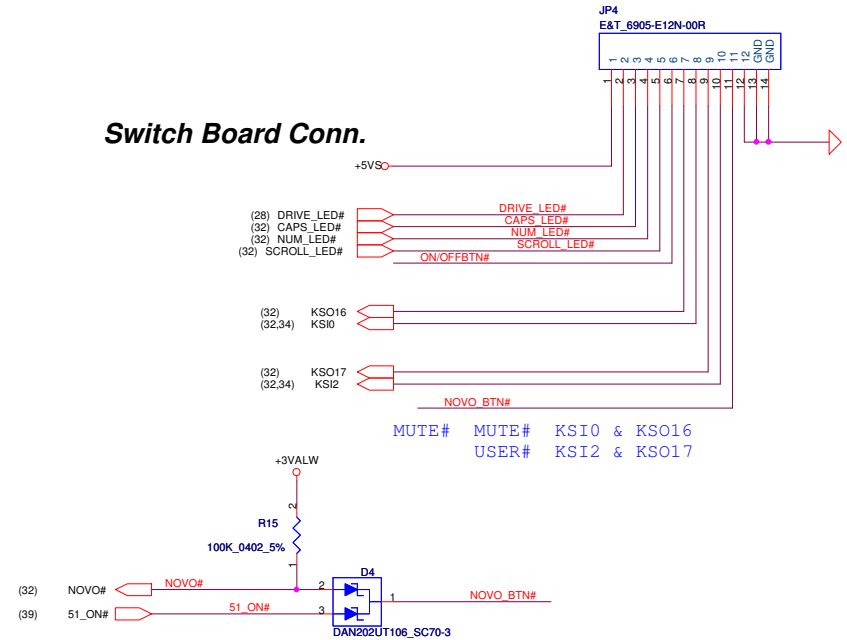 JP4
E&T_6905-E12N-00R
1 2 3 4 5 6 7 8 9 10 11 12 GND GND
1 2 3 4 5 6 7 8 9 10 11 12 13 14
Switch Board Conn.
+5VS
(28) DRIVE_LED# DRIVE_LED#
(32) CAPS_LED# CAPS_LED#
(32) NUM_LED# NUM_LED#
(32) SCROLL_LED# SCROLL_LED#
ON/OFFBTN#
(32) KSO16
(32,34) KSI0
(32) KSO17
(32,34) KSI2
NOVO_BTN#
MUTE# MUTE# KSI0 & KSO16
USER# KSI2 & KSO17
+3VALW
2
R15
100K_0402_5%
1
D4
(32) NOVO# NOVO# 2
1 NOVO_BTN#
(39) 51_ON# 51_ON# 3
DAN202UT106_SC70-3